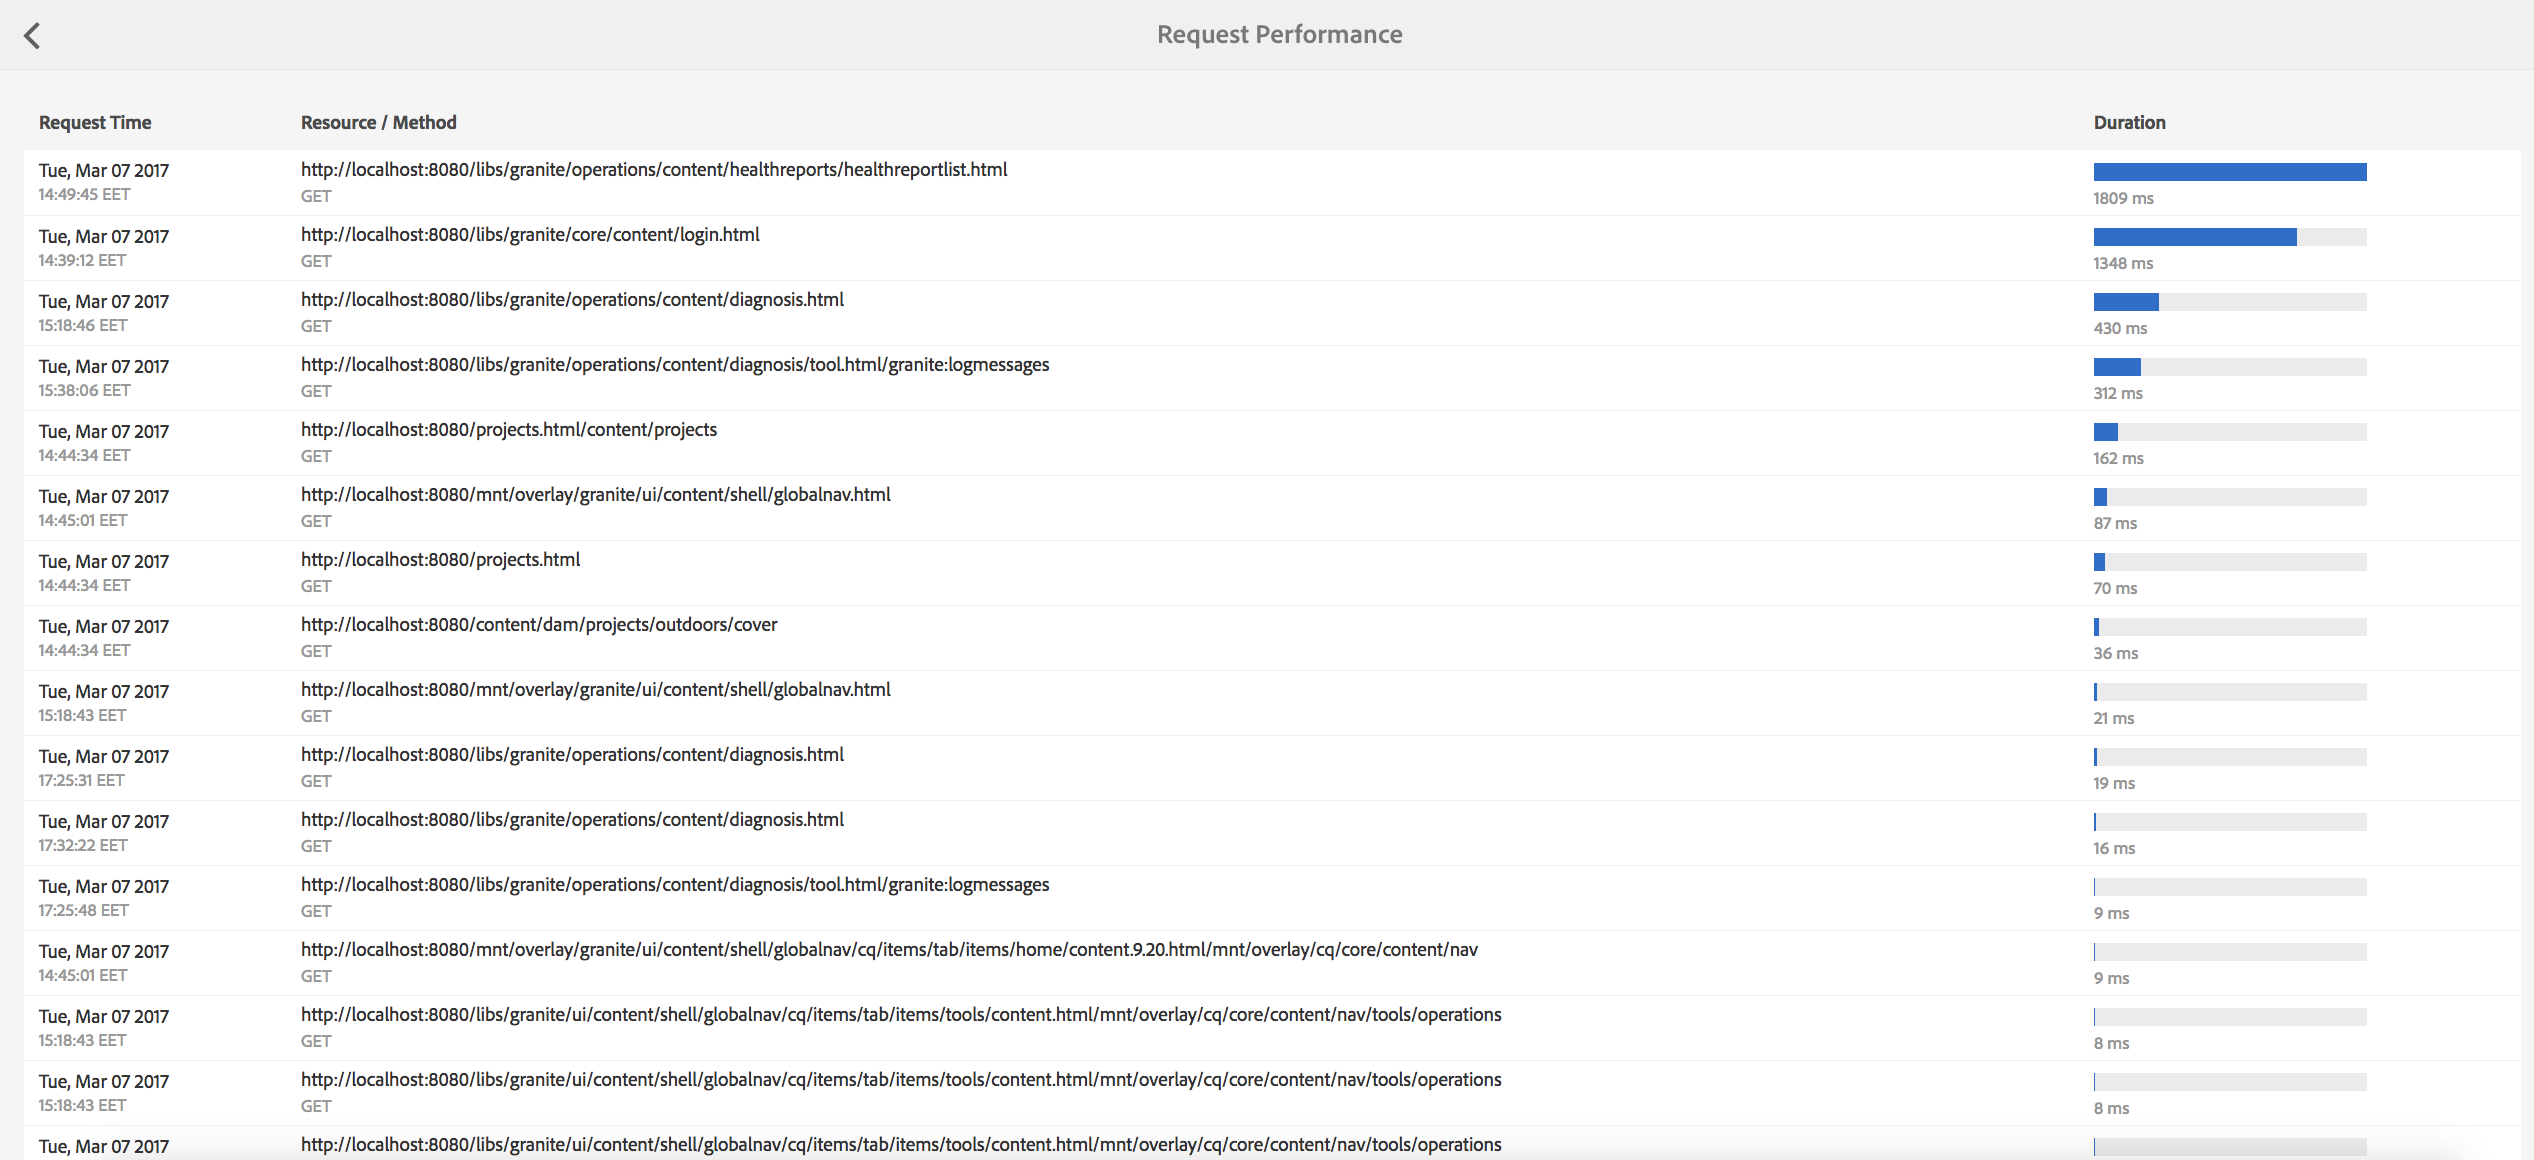 Request Performance
Request Time Resource / Method Duration
Tue, Mar 07 2017 http://localhost:8080/libs/granite/operations/content/healthreports/healthreportlist.html
14:49:45 EET GET 1809 ms
Tue, Mar 07 2017 http://localhost:8080/libs/granite/core/content/login.html
14:39:12 EET GET 1348 ms
Tue, Mar 07 2017 http://localhost:8080/libs/granite/operations/content/diagnosis.html
15:18:46 EET GET 430 ms
Tue, Mar 07 2017 http://localhost:8080/libs/granite/operations/content/diagnosis/tool.html/granite:logmessages
15:38:06 EET GET 312 ms
Tue, Mar 07 2017 http://localhost:8080/projects.html/content/projects
14:44:34 EET GET 162 ms
Tue, Mar 07 2017 http://localhost:8080/mnt/overlay/granite/ui/content/shell/globalnav.html
14:45:01 EET GET 87 ms
Tue, Mar 07 2017 http://localhost:8080/projects.html
14:44:34 EET GET 70 ms
Tue, Mar 07 2017 http://localhost:8080/content/dam/projects/outdoors/cover
14:44:34 EET GET 36 ms
Tue, Mar 07 2017 http://localhost:8080/mnt/overlay/granite/ui/content/shell/globalnav.html
15:18:43 EET GET 21 ms
Tue, Mar 07 2017 http://localhost:8080/libs/granite/operations/content/diagnosis.html
17:25:31 EET GET 19 ms
Tue, Mar 07 2017 http://localhost:8080/libs/granite/operations/content/diagnosis.html
17:32:22 EET GET 16 ms
Tue, Mar 07 2017 http://localhost:8080/libs/granite/operations/content/diagnosis/tool.html/granite:logmessages
17:25:48 EET GET 9 ms
Tue, Mar 07 2017 http://localhost:8080/mnt/overlay/granite/ui/content/shell/globalnav/cq/items/tab/items/home/content.9.20.html/mnt/overlay/cq/core/content/nav
14:45:01 EET GET 9 ms
Tue, Mar 07 2017 http://localhost:8080/libs/granite/ui/content/shell/globalnav/cq/items/tab/items/tools/content.html/mnt/overlay/cq/core/content/nav/tools/operations
15:18:43 EET GET 8 ms
Tue, Mar 07 2017 http://localhost:8080/libs/granite/ui/content/shell/globalnav/cq/items/tab/items/tools/content.html/mnt/overlay/cq/core/content/nav/tools/operations
15:18:43 EET GET 8 ms
Tue, Mar 07 2017 http://localhost:8080/libs/granite/ui/content/shell/globalnav/cq/items/tab/items/tools/content.html/mnt/overlay/cq/core/content/nav/tools/operations